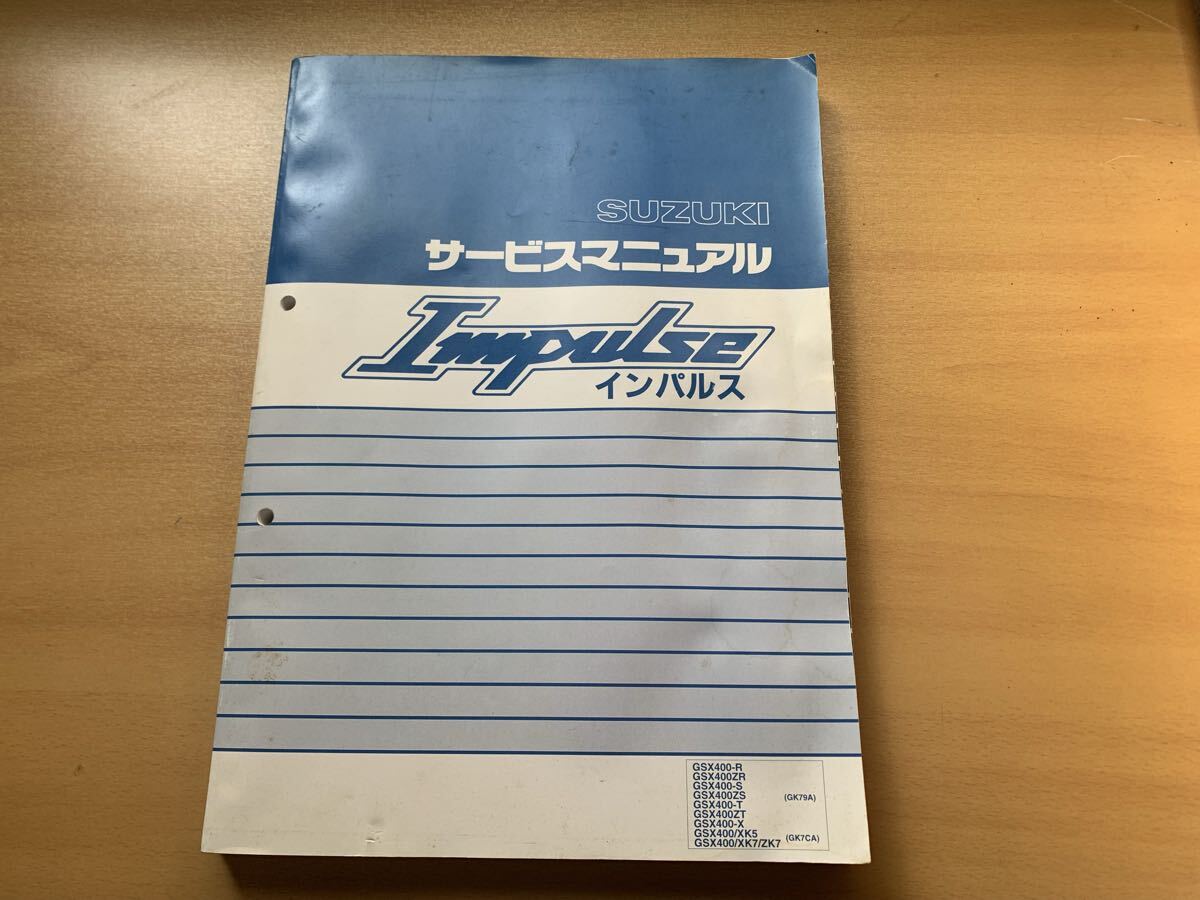 SUZUKI
サービスマニュアル
Impulse
インパルス
GSX400-R
GSX400ZR
GSX400-S
GSX400ZS (GK79A)
GSX400-T
GSX400ZT
GSX400-X
GSX400/XK5
GSX400/XK7/ZK7 (GK7CA)